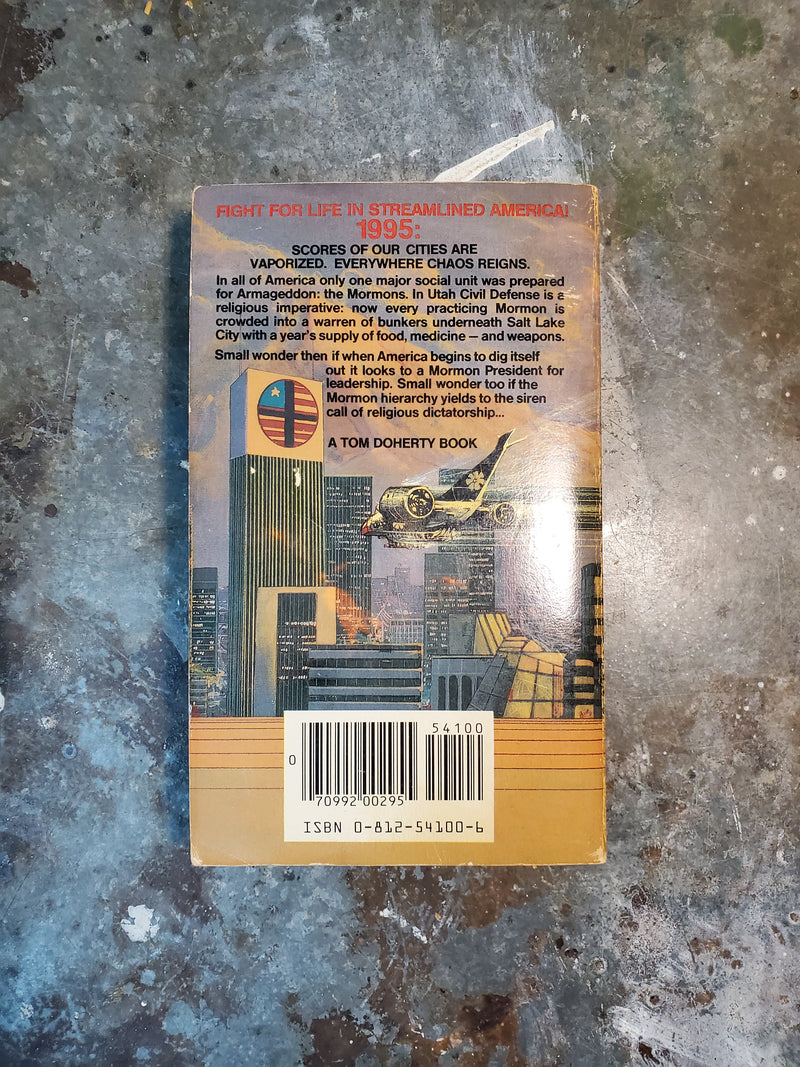 FIGHT FOR LIFE IN STREAMLINED AMERICA!
1995:
SCORES OF OUR CITIES ARE
VAPORIZED. EVERYWHERE CHAOS REIGNS.
In all of America only one major social unit was prepared
for Armageddon: the Mormons. In Utah Civil Defense is a
religious imperative: now every practicing Mormon is
crowded into a warren of bunkers underneath Salt Lake
City with a year's supply of food, medicine — and weapons.
Small wonder then if when America begins to dig itself
out it looks to a Mormon President for
leadership. Small wonder too if the
Mormon hierarchy yields to the siren
call of religious dictatorship...
A TOM DOHERTY BOOK
54100
0
70992 00295
ISBN 0-812-54100-6